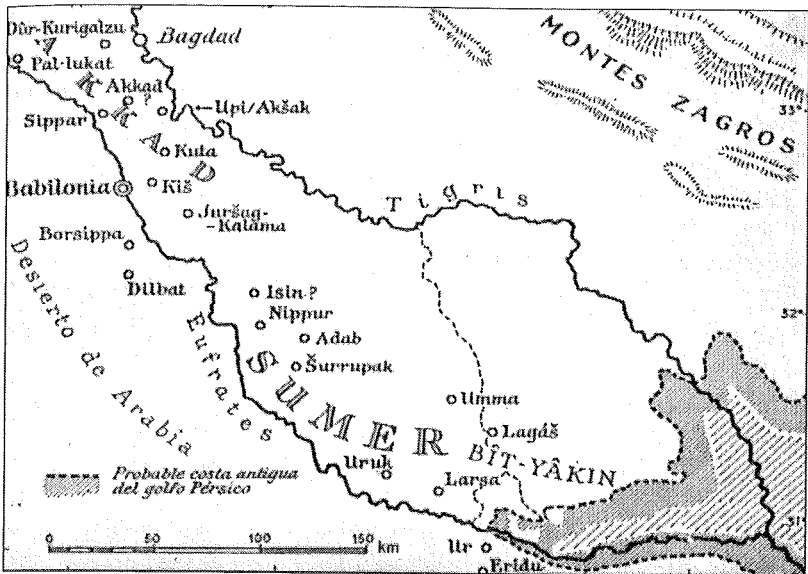 Dûr-Kurigalzu
Bagdad
Pal-lukat
Akkad
?
AKKAD
Upi/Akšak
Sippar
Kuta
Babilonia
Kiš
Juršag-
-Kalama
Borsippa
Dilbat
Desierto de Arabia
Eufrates
Tigris
MONTES ZAGROS
33°
32°
31°
Isin?
Nippur
Adab
Šurrupak
SUMER
Umma
Lagáš
BÎT-YÂKIN
Uruk
Larsa
Ur
Eridu
Probable costa antigua
del golfo Pérsico
0 50 100 150
km